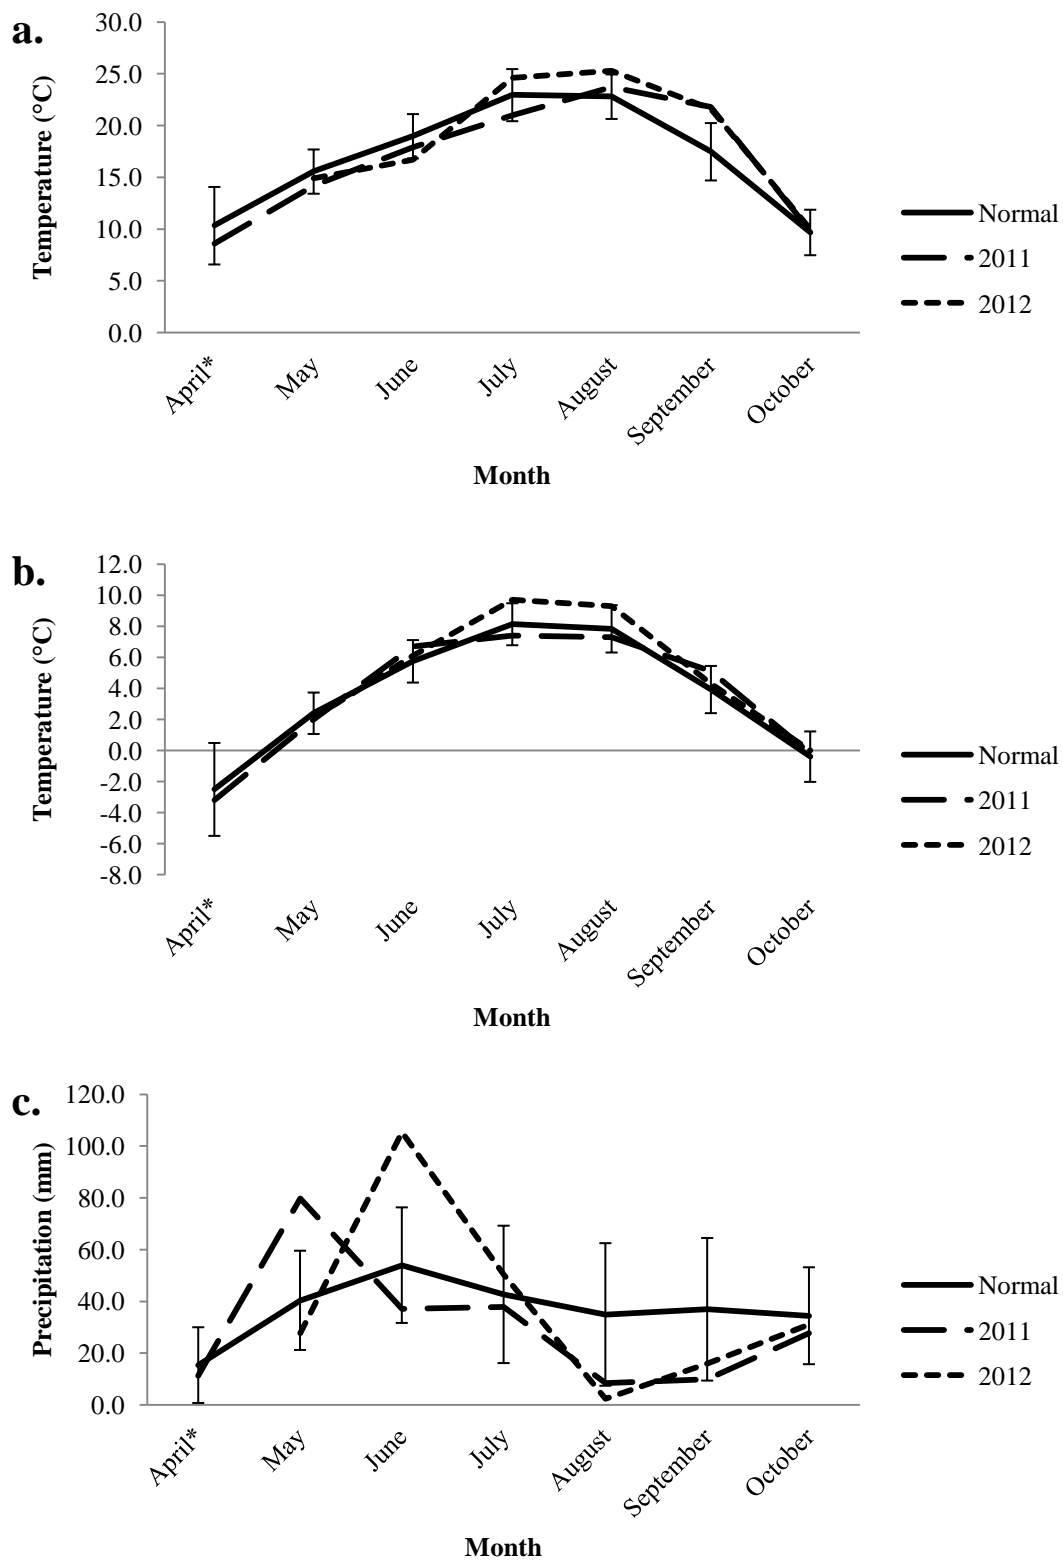 a.
Temperature (°C)
30.0
25.0
20.0
15.0
10.0
5.0
0.0
April*
May
June
July
August
September
October
Month
Normal
2011
2012
b.
Temperature (°C)
12.0
10.0
8.0
6.0
4.0
2.0
0.0
-2.0
-4.0
-6.0
-8.0
April*
May
June
July
August
September
October
Month
Normal
2011
2012
c.
Precipitation (mm)
120.0
100.0
80.0
60.0
40.0
20.0
0.0
April*
May
June
July
August
September
October
Month
Normal
2011
2012